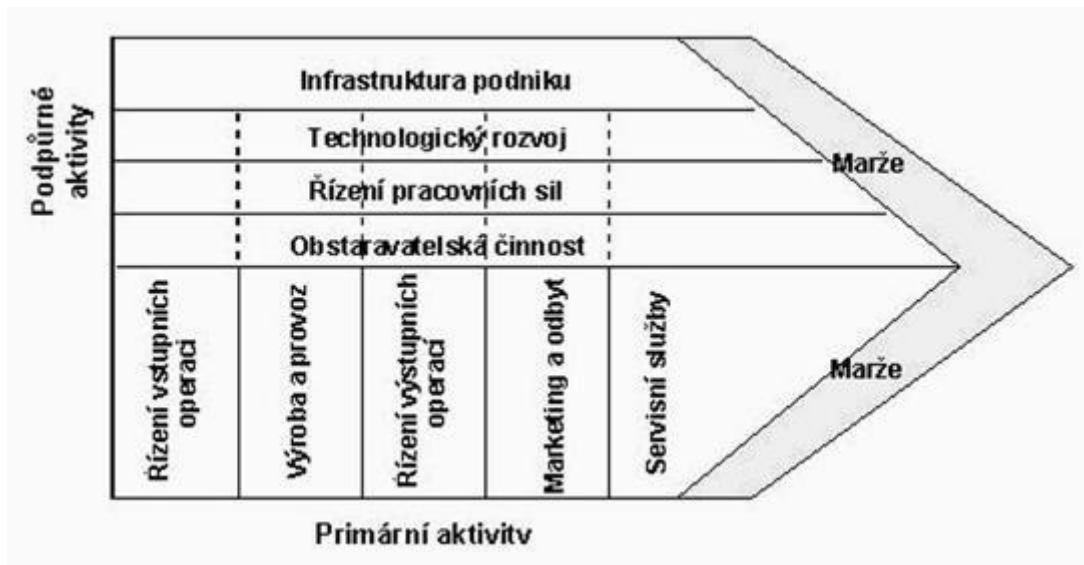 Podpůrné
aktivity
Infrastruktura podniku
Technologický rozvoj
Řízení pracovních sil
Obstaravatelská činnost
Marže
Řízení vstupních
operaci
Výroba a provoz
Řízení výstupních
operací
Marketing a odbyt
Servisní služby
Marže
Primární aktivity